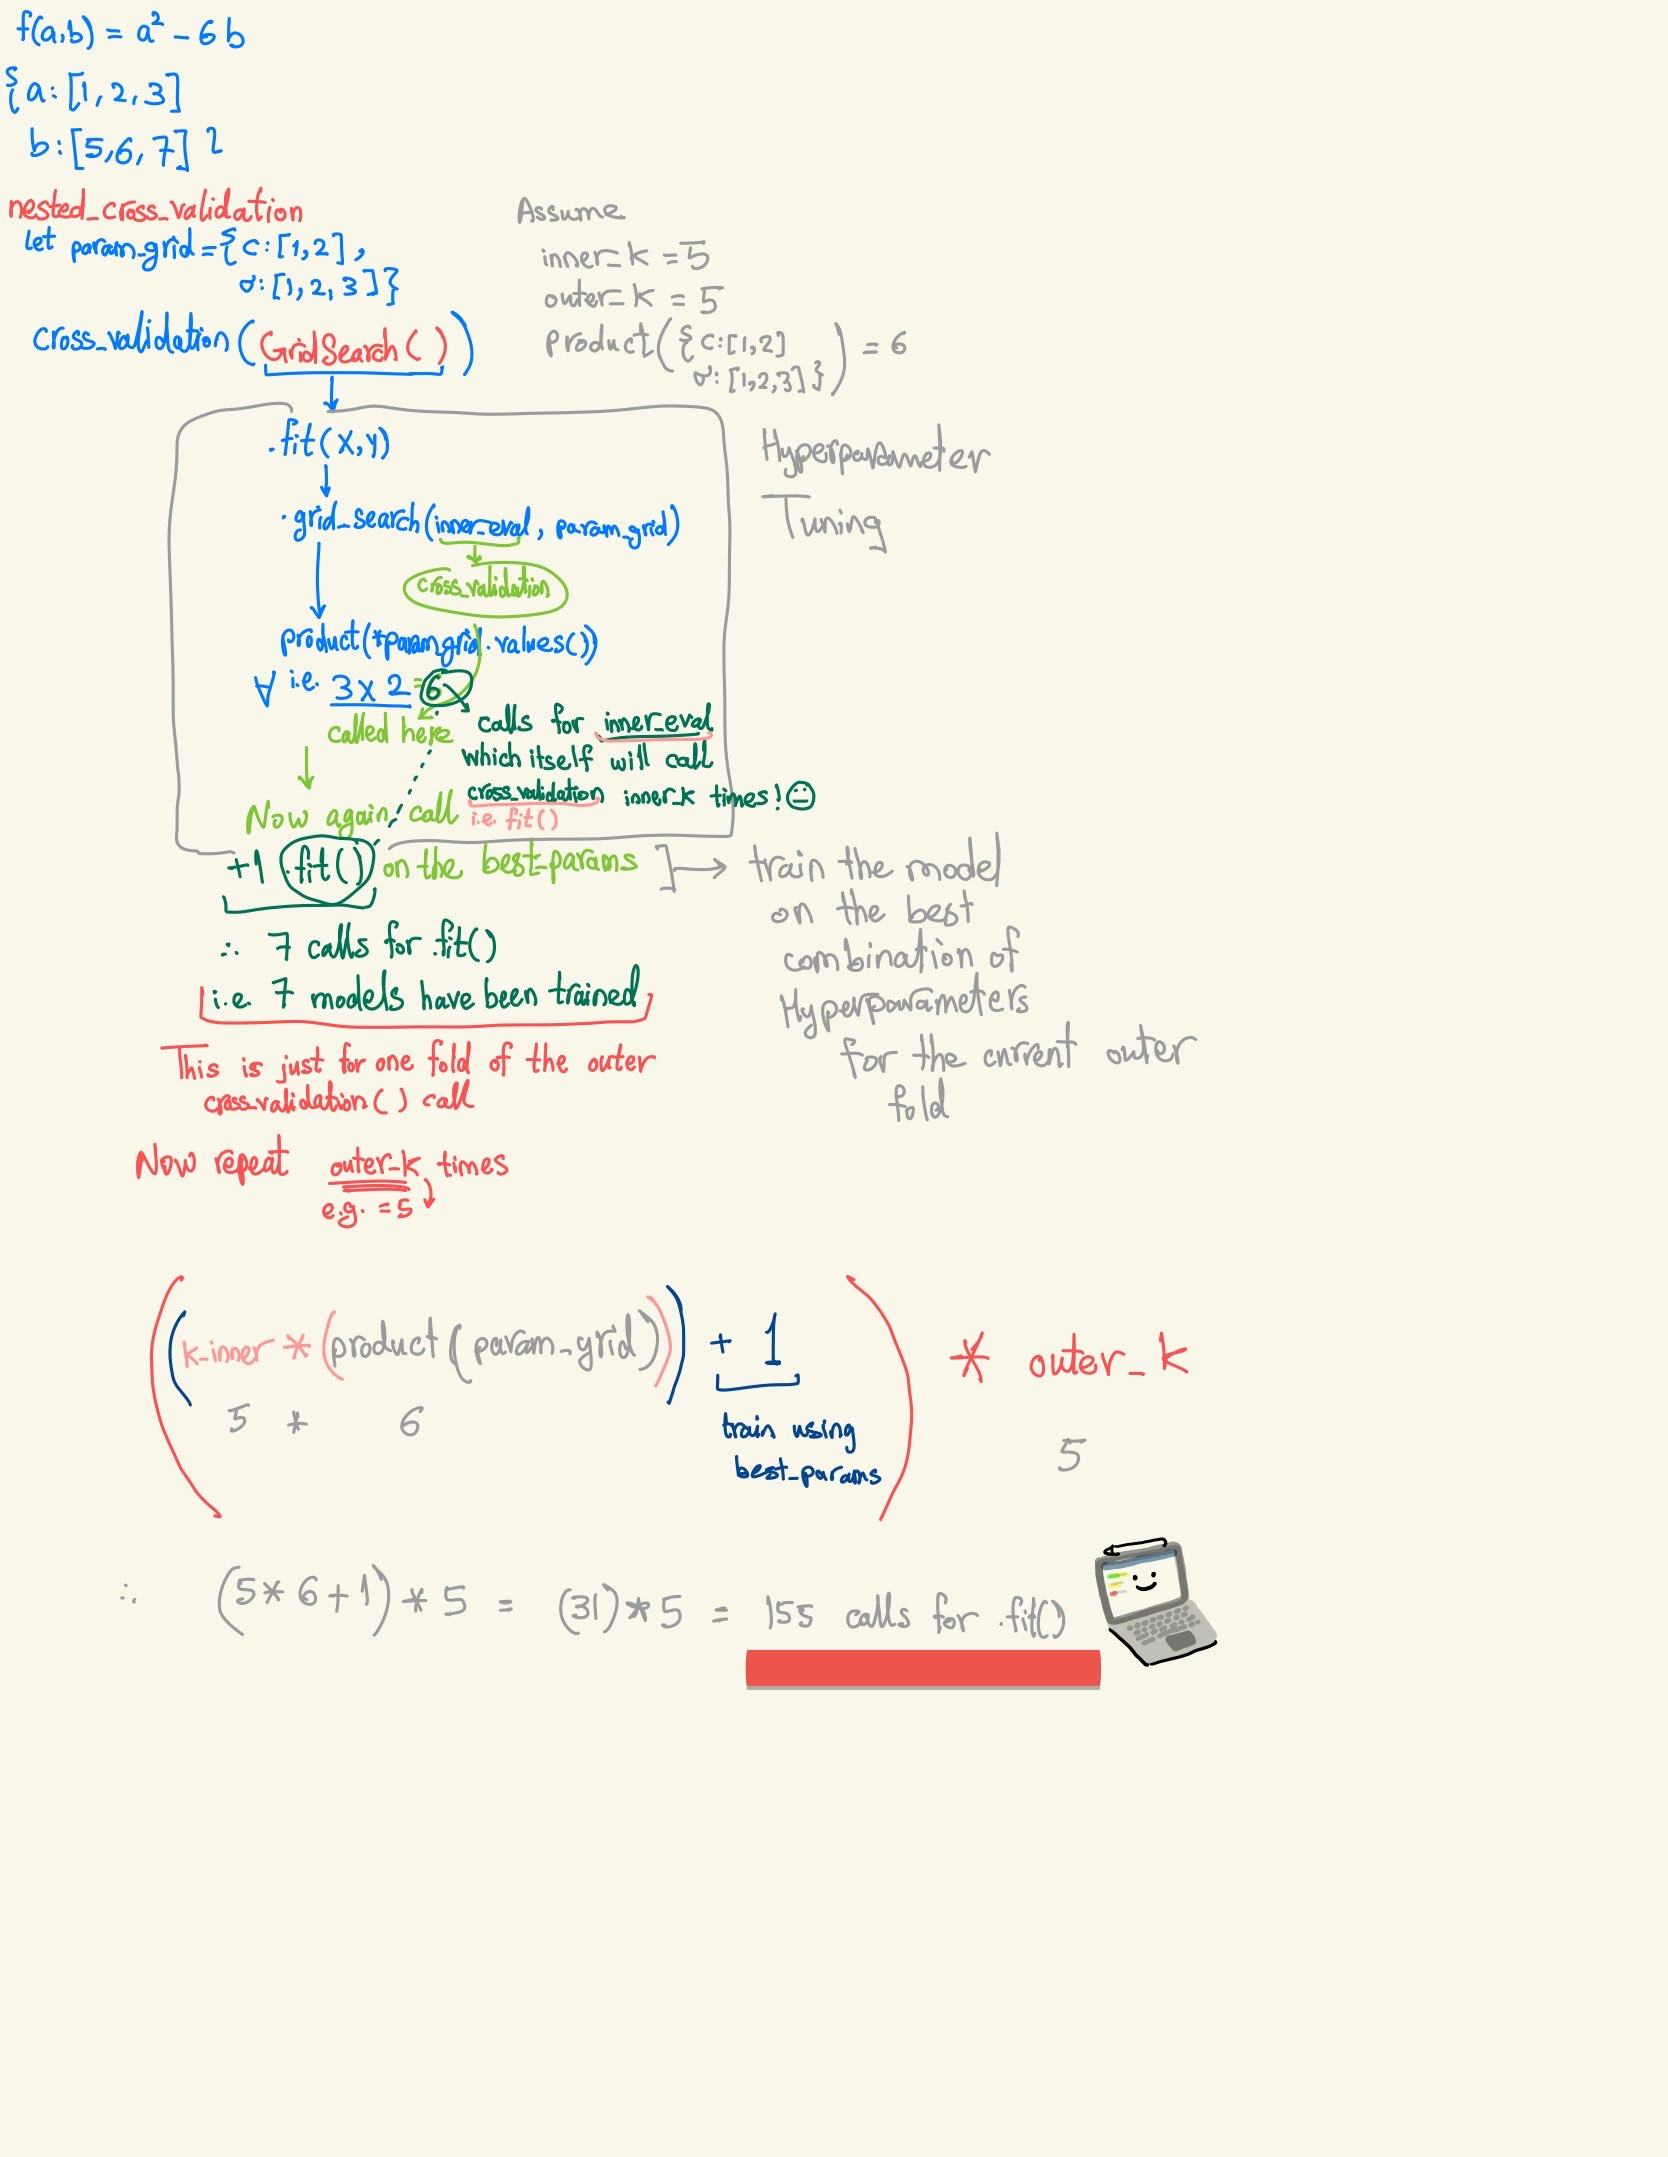 f(a,b) = a² - 6b
{ a: [1, 2, 3]
b: [5, 6, 7] }
nested_cross_validation
let param_grid = { C: [1, 2],
σ: [1, 2, 3] }
cross_validation( GridSearch( ) )
Assume
inner_k = 5
outer_k = 5
Product( { C: [1,2]
σ: [1,2,3] } ) = 6
.fit(X,y)
.grid_search(inner_eval, param_grid)
cross_validation
product(*param_grid.values())
∀ i.e. 3 x 2 = 6
called here
calls for inner_eval
which itself will call
cross_validation inner_k times!
i.e. fit()
Now again call
+1 .fit() on the best_params
Hyperparameter
Tuning
train the model
on the best
combination of
Hyperparameters
for the current outer
fold
∴ 7 calls for .fit()
i.e. 7 models have been trained
This is just for one fold of the outer
cross_validation( ) call
Now repeat outer_k times
e.g. = 5
((k_inner * (product(param_grid))) + 1) * outer_k
5 * 6
5
train using
best_params
∴ (5 * 6 + 1) * 5 = (31) * 5 = 155 calls for .fit()